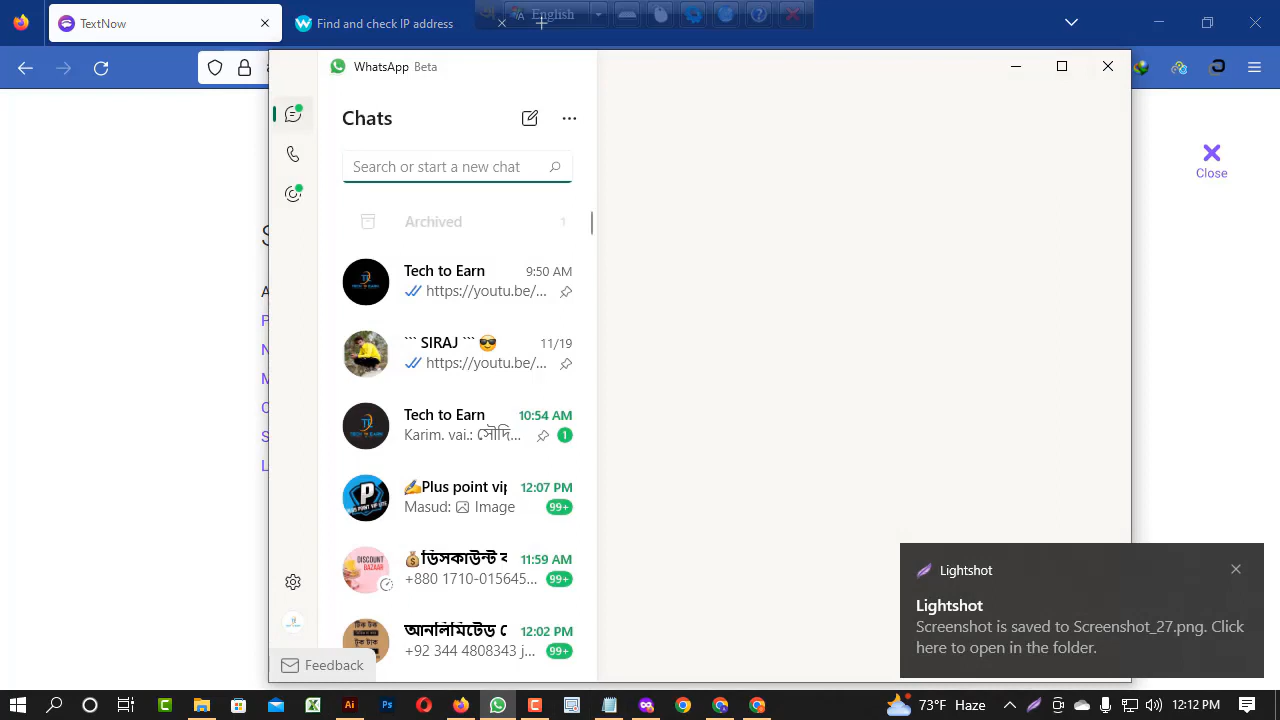 TextNow
Find and check IP address
English
WhatsApp Beta
Close
Chats
Search or start a new chat
Archived 1
Tech to Earn 9:50 AM
https://youtu.be/...
``` SIRAJ ``` 😎 11/19
https://youtu.be/...
Tech to Earn 10:54 AM
Karim. vai.: সৌদি... 1
✍Plus point vip 12:07 PM
Masud: Image 99+
💰ডিসকাউন্ট 11:59 AM
+880 1710-015645... 99+
আনলিমিটেড 12:02 PM
+92 344 4808343 j... 99+
DISCOUNT
BAZAAR
Feedback
Lightshot
Lightshot
Screenshot is saved to Screenshot_27.png. Click
here to open in the folder.
73°F Haze
12:12 PM